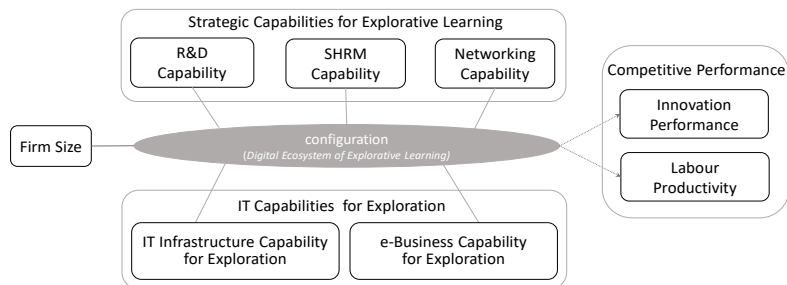 Strategic Capabilities for Explorative Learning
R&D
Capability
SHRM
Capability
Networking
Capability
Competitive Performance
Innovation
Performance
Labour
Productivity
Firm Size
configuration
(Digital Ecosystem of Explorative Learning)
IT Capabilities for Exploration
IT Infrastructure Capability
for Exploration
e-Business Capability
for Exploration